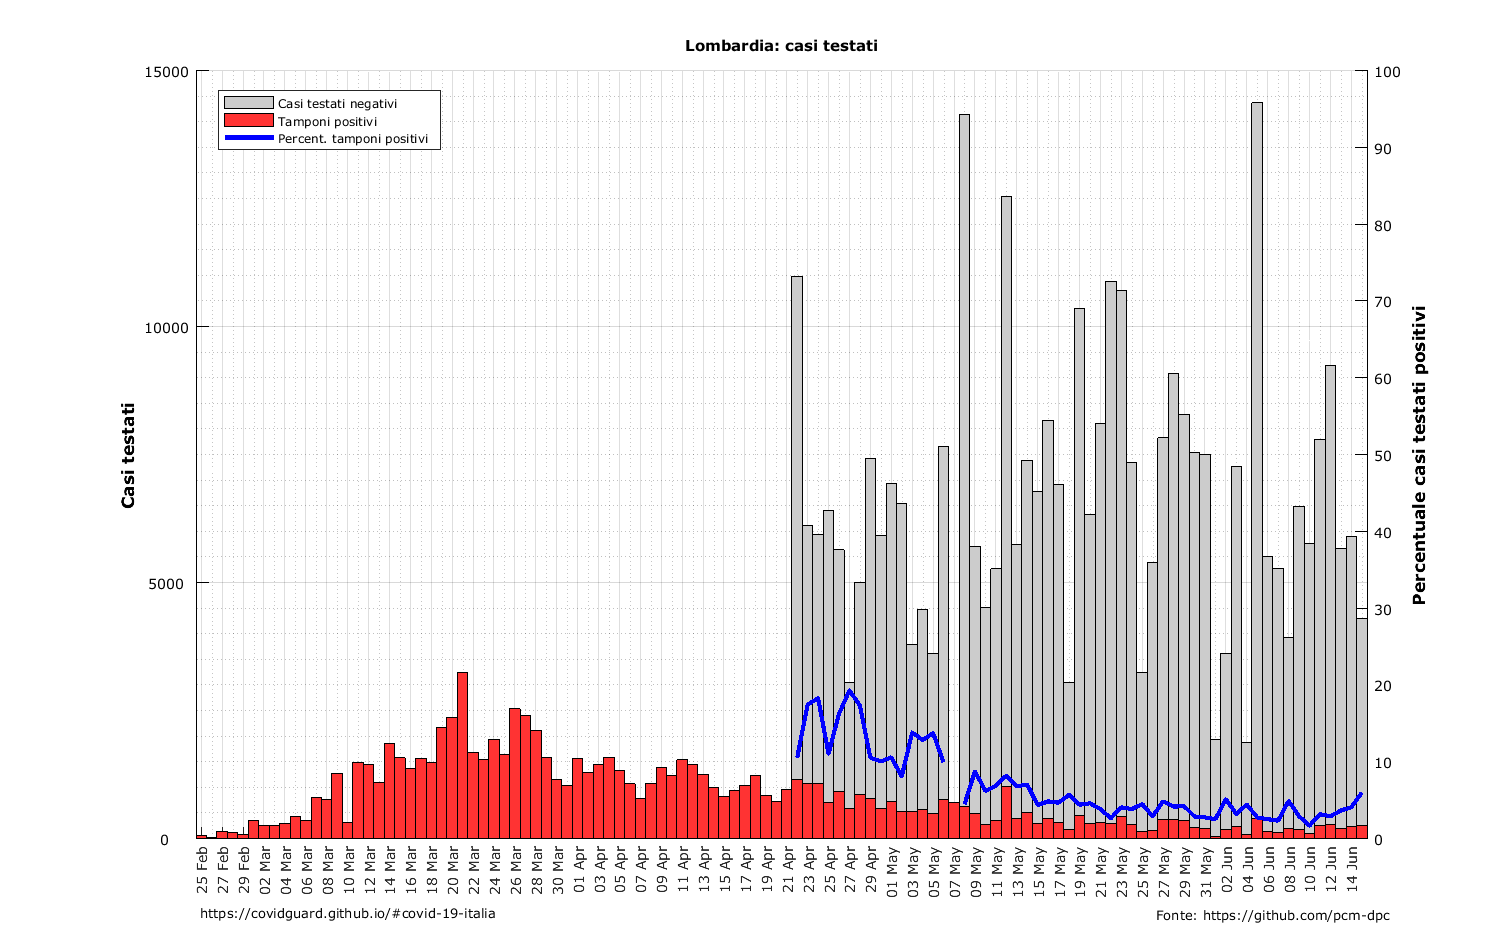 Lombardia: casi testati
Casi testati negativi
Tamponi positivi
Percent. tamponi positivi
15000
10000
5000
0
Casi testati
100
90
80
70
60
50
40
30
20
10
0
Percentuale casi testati positivi
25 Feb
27 Feb
29 Feb
02 Mar
04 Mar
06 Mar
08 Mar
10 Mar
12 Mar
14 Mar
16 Mar
18 Mar
20 Mar
22 Mar
24 Mar
26 Mar
28 Mar
30 Mar
01 Apr
03 Apr
05 Apr
07 Apr
09 Apr
11 Apr
13 Apr
15 Apr
17 Apr
19 Apr
21 Apr
23 Apr
25 Apr
27 Apr
29 Apr
01 May
03 May
05 May
07 May
09 May
11 May
13 May
15 May
17 May
19 May
21 May
23 May
25 May
27 May
29 May
31 May
02 Jun
04 Jun
06 Jun
08 Jun
10 Jun
12 Jun
14 Jun
https://covidguard.github.io/#covid-19-italia
Fonte: https://github.com/pcm-dpc